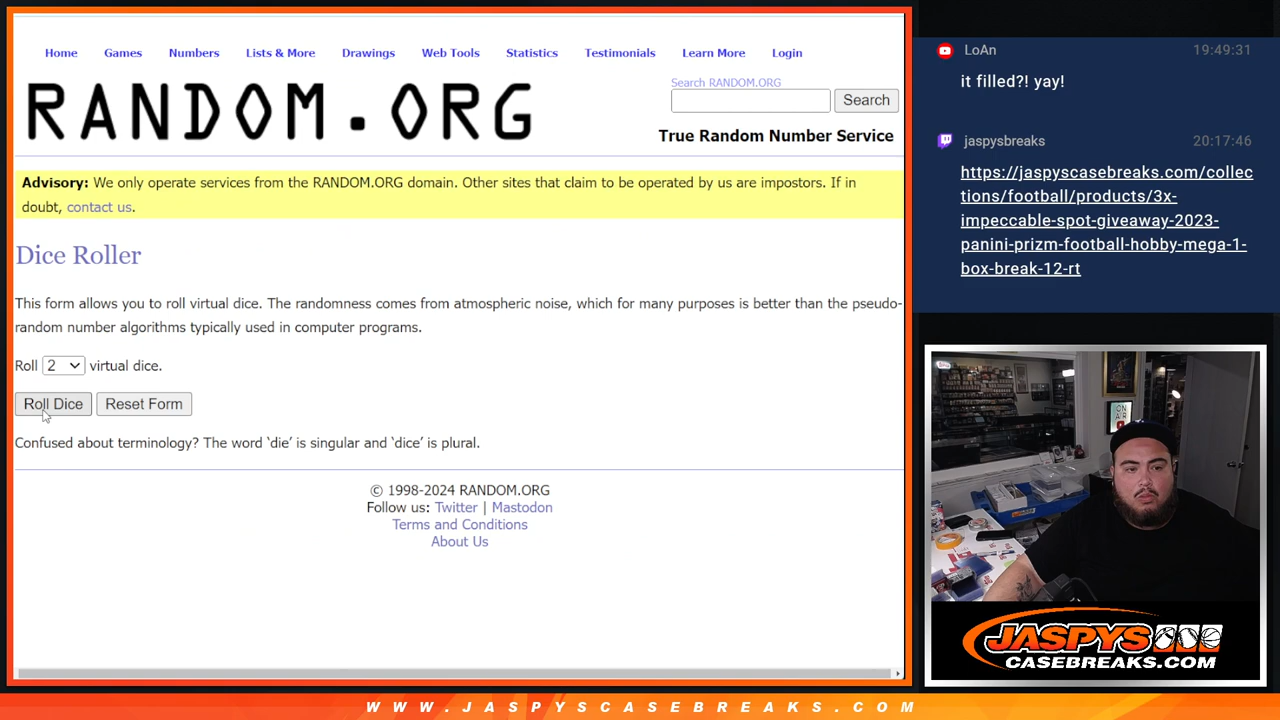 Home Games Numbers Lists & More Drawings Web Tools Statistics Testimonials Learn More Login
RANDOM.ORG
Search RANDOM.ORG
Search
True Random Number Service
Advisory: We only operate services from the RANDOM.ORG domain. Other sites that claim to be operated by us are impostors. If in
doubt, contact us.
Dice Roller
This form allows you to roll virtual dice. The randomness comes from atmospheric noise, which for many purposes is better than the pseudo-
random number algorithms typically used in computer programs.
Roll 2 virtual dice.
Roll Dice Reset Form
Confused about terminology? The word ‘die’ is singular and ‘dice’ is plural.
© 1998-2024 RANDOM.ORG
Follow us: Twitter | Mastodon
Terms and Conditions
About Us
LoAn 19:49:31
it filled?! yay!
jaspysbreaks 20:17:46
https://jaspyscasebreaks.com/collec
tions/football/products/3x-
impeccable-spot-giveaway-2023-
panini-prizm-football-hobby-mega-1-
box-break-12-rt
ON
AIR
JASPYS
CASEBREAKS.COM
WWW.JASPYSCASEBREAKS.COM